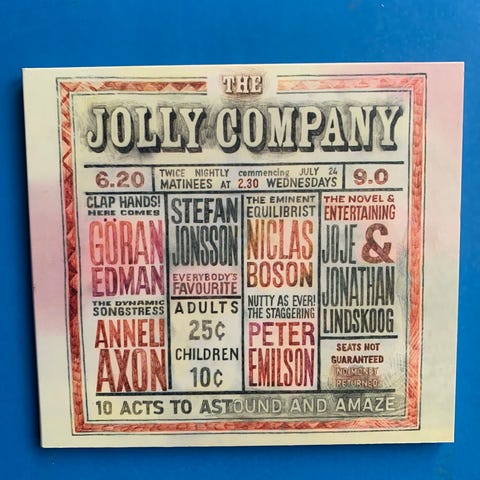 THE
JOLLY COMPANY
6.20
TWICE NIGHTLY commencing JULY 24
MATINEES AT 2.30 WEDNESDAYS
9.0
CLAP HANDS!
HERE COMES
GÖRAN
EDMAN
THE DYNAMIC
SONGSTRESS
ANNELI
AXON
STEFAN
JONSSON
EVERYBODY'S
FAVOURITE
ADULTS
25¢
CHILDREN
10¢
THE EMINENT
EQUILIBRIST
NICLAS
BOSON
NUTTY AS EVER!
THE STAGGERING
PETER
EMILSON
THE NOVEL &
ENTERTAINING
JOJE &
JONATHAN
LINDSKOOG
SEATS NOT
GUARANTEED
NO MONEY
RETURNED
10 ACTS TO ASTOUND AND AMAZE